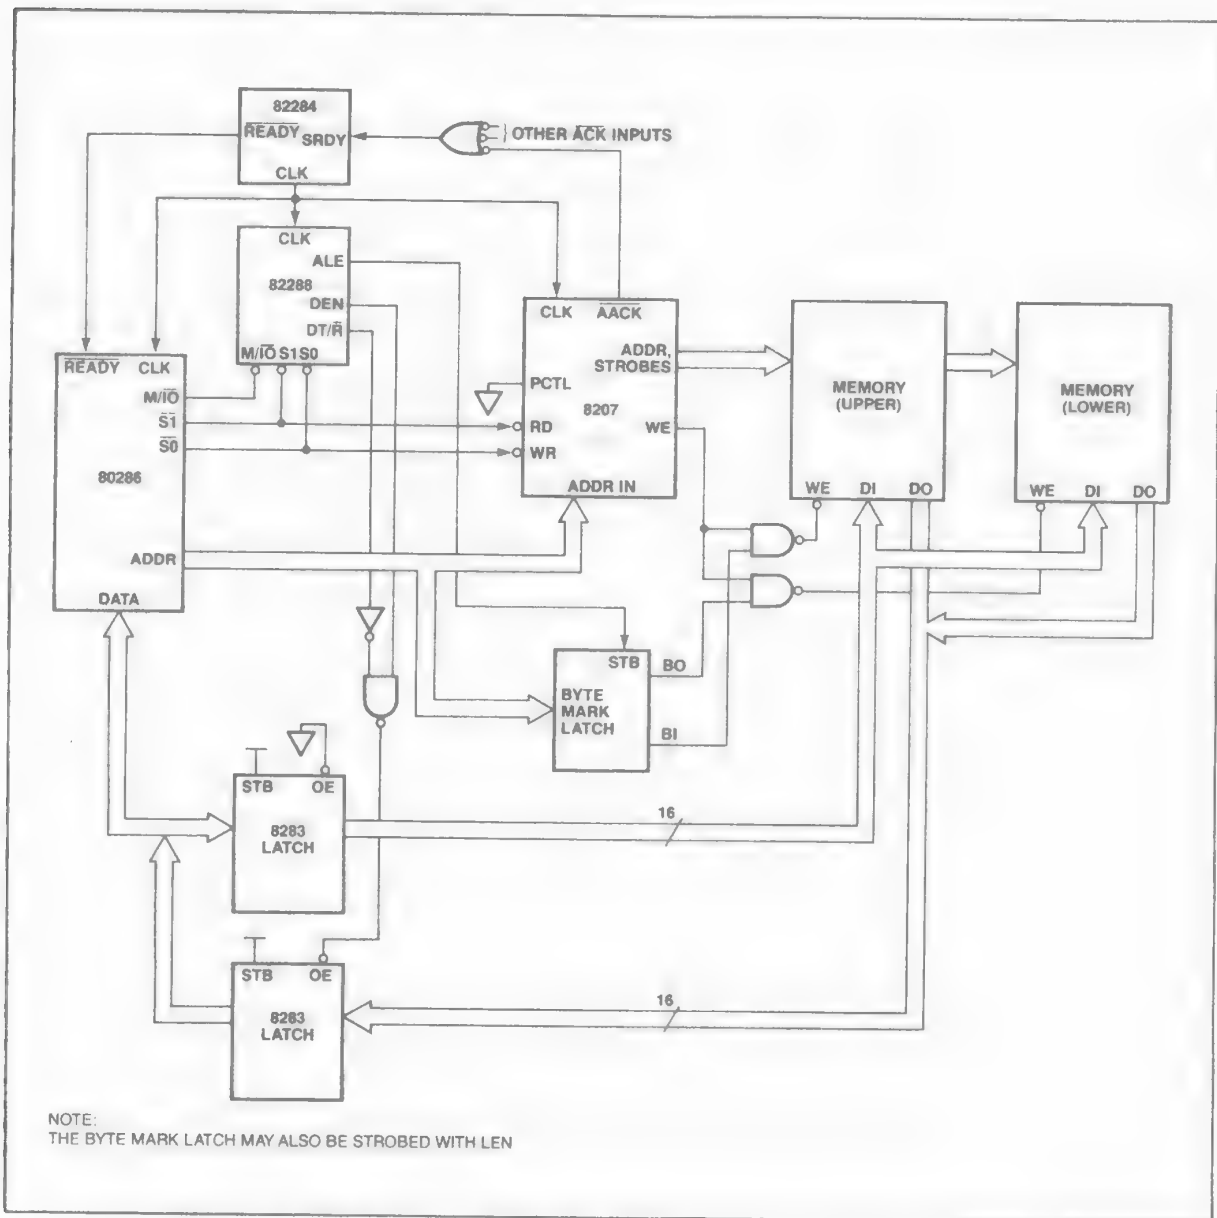 82284
READY SRDY
CLK
OTHER ACK INPUTS
CLK
ALE
82288
DEN
DT/R
M/IO S1 S0
READY CLK
M/IO
S1
S0
80286
ADDR
DATA
CLK AACK
ADDR,
STROBES
PCTL
8207
RD
WE
WR
ADDR IN
MEMORY
(UPPER)
WE DI DO
MEMORY
(LOWER)
WE DI DO
STB
BO
BYTE
MARK
LATCH
BI
STB OE
8283
LATCH
16
STB OE
8283
LATCH
16
NOTE:
THE BYTE MARK LATCH MAY ALSO BE STROBED WITH LEN